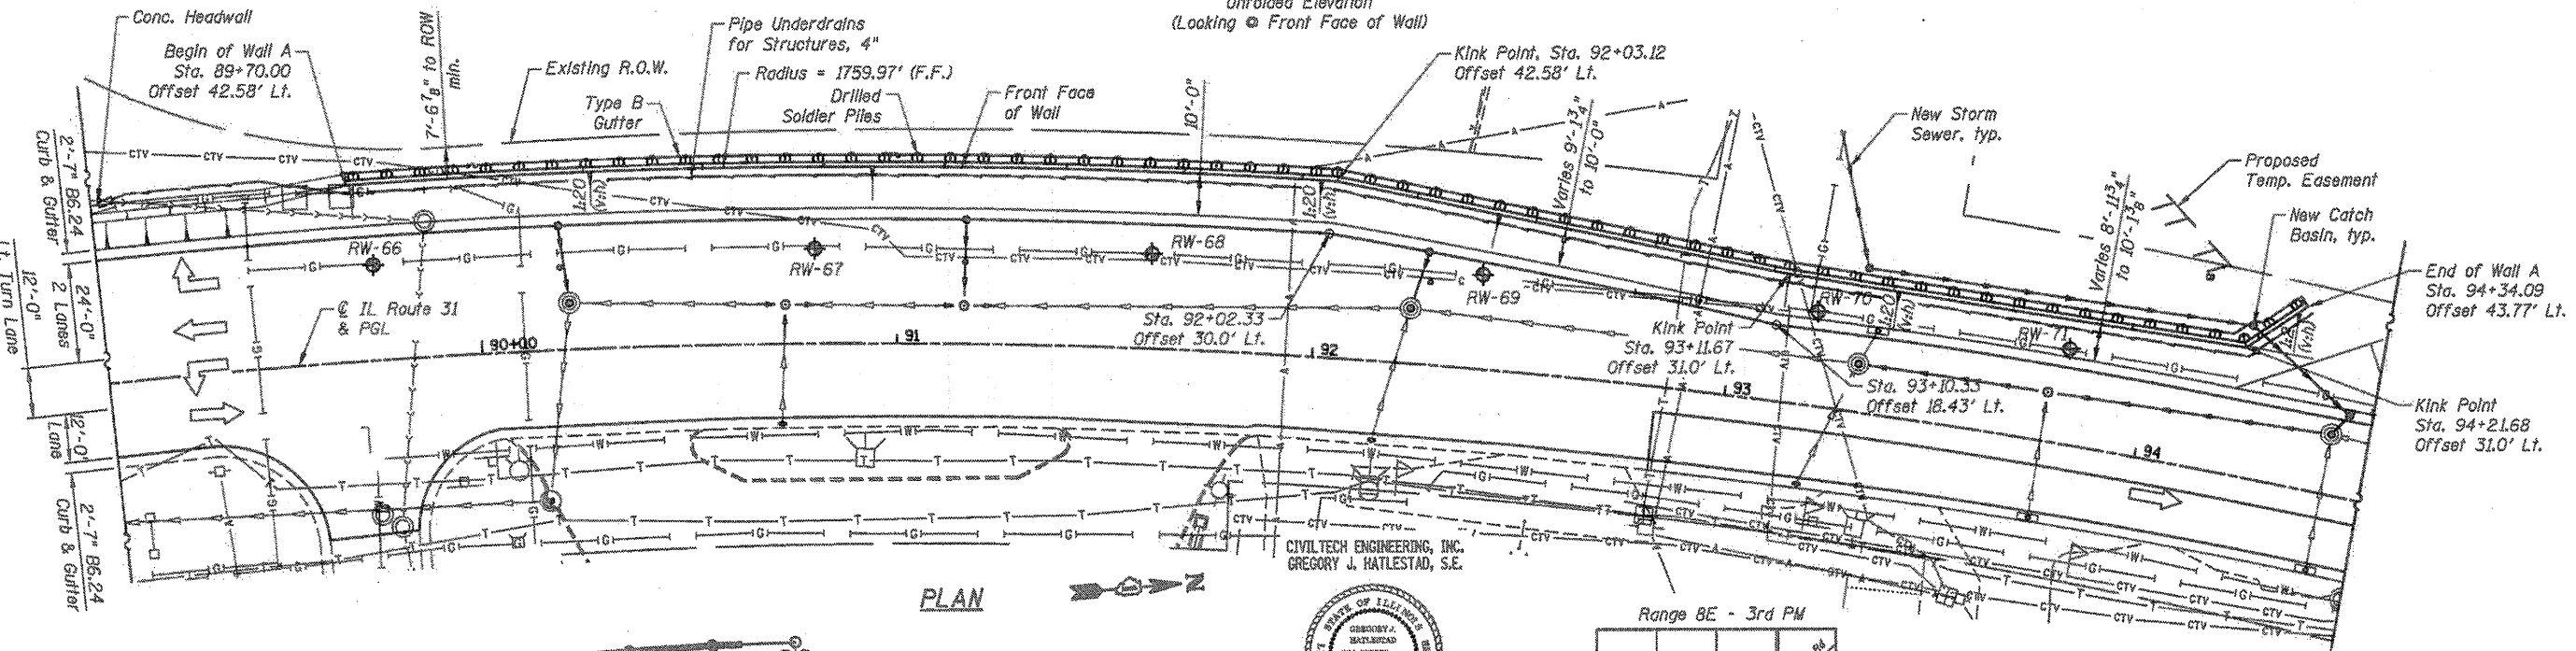 Unfolded Elevation
(Looking @ Front Face of Wall)
Conc. Headwall
Begin of Wall A
Sta. 89+70.00
Offset 42.58' Lt.
7'-6 7/8" to ROW
min.
Existing R.O.W.
Pipe Underdrains
for Structures, 4"
Radius = 1759.97' (F.F.)
Type B
Gutter
Drilled
Soldier Piles
Front Face
of Wall
10'-0"
Kink Point, Sta. 92+03.12
Offset 42.58' Lt.
Varies 9'-1 3/4"
to 10'-0"
New Storm
Sewer, typ.
Proposed
Temp. Easement
New Catch
Basin, typ.
Varies 8'-11 3/4"
to 10'-1 3/8"
End of Wall A
Sta. 94+34.09
Offset 43.77' Lt.
Kink Point
Sta. 94+21.68
Offset 31.0' Lt.
2'-7" B6.24
Curb & Gutter
24'-0"
2 Lanes
12'-0"
Lt. Turn Lane
12'-0"
Lane
2'-7" B6.24
Curb & Gutter
1:20
(v:h)
1:20
(v:h)
1:20
(v:h)
(v:h)
RW-66
RW-67
RW-68
RW-69
RW-70
RW-71
℄ IL Route 31
& PGL
90+00
91
92
93
94
Sta. 92+02.33
Offset 30.0' Lt.
Kink Point
Sta. 93+11.67
Offset 31.0' Lt.
Sta. 93+10.33
Offset 18.43' Lt.
CIVILTECH ENGINEERING, INC.
GREGORY J. HATLESTAD, S.E.
PLAN
N
STATE OF ILLINOIS
GREGORY J.
HATLESTAD
Range 8E - 3rd PM